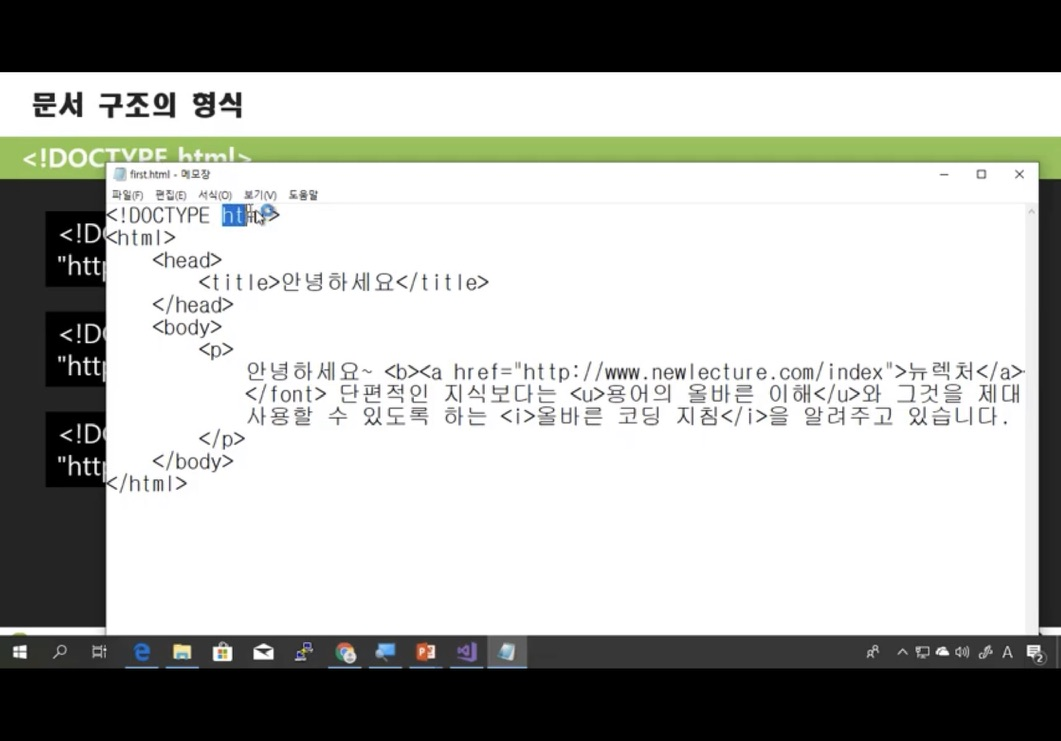 문서 구조의 형식
<!DOCTYPE html>
first.html - 메모장
파일(F) 편집(E) 서식(O) 보기(V) 도움말
<!DOCTYPE html>
<html>
<head>
<title>안녕하세요</title>
</head>
<body>
<p>
안녕하세요~ <b><a href="http://www.newlecture.com/index">뉴렉처</a>
</font> 단편적인 지식보다는 <u>용어의 올바른 이해</u>와 그것을 제대
사용할 수 있도록 하는 <i>올바른 코딩 지침</i>을 알려주고 있습니다.
</p>
</body>
</html>
<!D
"http
<!D
"http
<!D
"http
A
2